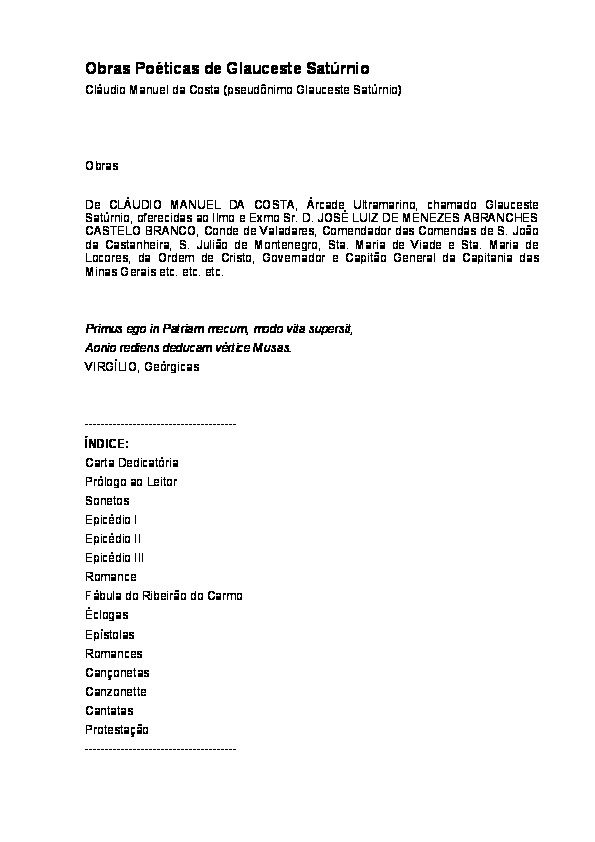 Obras Poéticas de Glauceste Satúrnio
Cláudio Manuel da Costa (pseudônimo Glauceste Satúrnio)
Obras
De CLÁUDIO MANUEL DA COSTA, Árcade Ultramarino, chamado Glauceste
Satúrnio, oferecidas ao Ilmo e Exmo Sr. D. JOSÉ LUIZ DE MENEZES ABRANCHES
CASTELO BRANCO, Conde de Valadares, Comendador das Comendas de S. João
da Castanheira, S. Julião de Montenegro, Sta. Maria de Viade e Sta. Maria de
Locores, da Ordem de Cristo, Governador e Capitão General da Capitania das
Minas Gerais etc. etc. etc.
Primus ego in Patriam mecum, modo vita supersit,
Aonio rediens deducam vértice Musas.
VIRGÍLIO, Geórgicas
--------------------------------------
ÍNDICE:
Carta Dedicatória
Prólogo ao Leitor
Sonetos
Epicédio I
Epicédio II
Epicédio III
Romance
Fábula do Ribeirão do Carmo
Éclogas
Epístolas
Romances
Cançonetas
Canzonette
Cantatas
Protestação
--------------------------------------